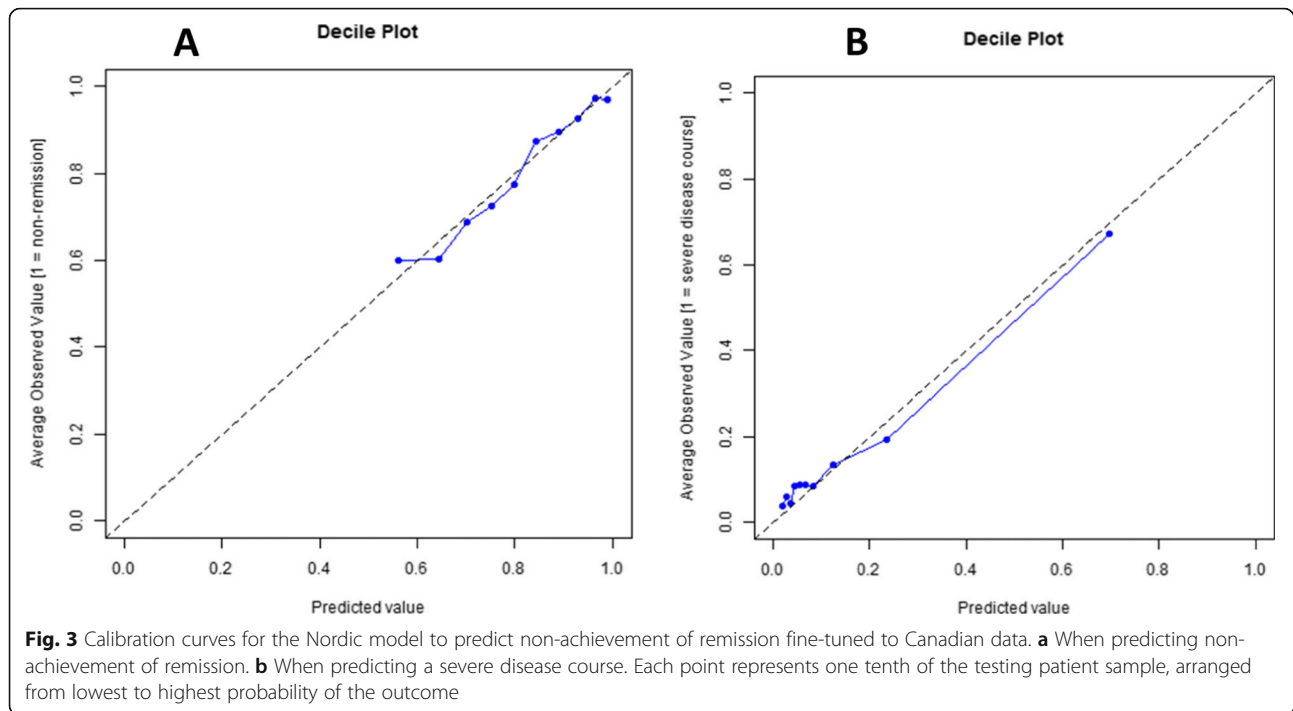 A
Decile Plot
Average Observed Value [1 = non-remission]
1.0
0.8
0.6
0.4
0.2
0.0
0.0 0.2 0.4 0.6 0.8 1.0
Predicted value
B
Decile Plot
Average Observed Value [1 = severe disease course]
1.0
0.8
0.6
0.4
0.2
0.0
0.0 0.2 0.4 0.6 0.8 1.0
Predicted value
Fig. 3 Calibration curves for the Nordic model to predict non-achievement of remission fine-tuned to Canadian data. a When predicting non-
achievement of remission. b When predicting a severe disease course. Each point represents one tenth of the testing patient sample, arranged
from lowest to highest probability of the outcome